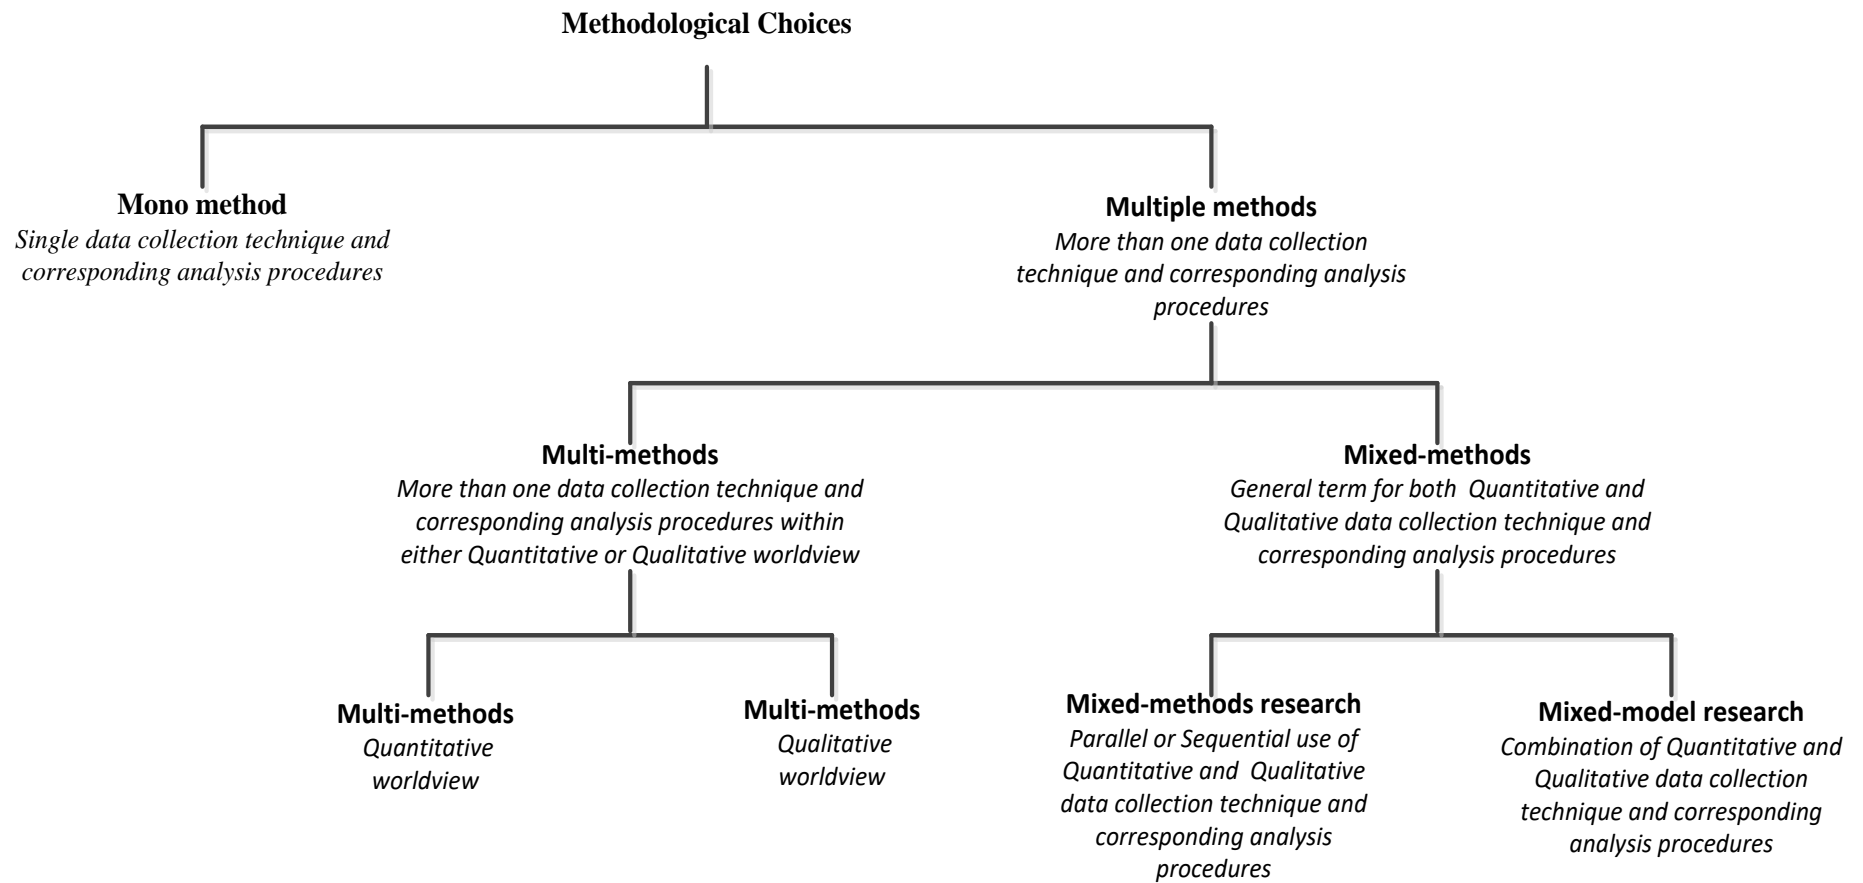 Methodological Choices
Mono method
Single data collection technique and
corresponding analysis procedures
Multiple methods
More than one data collection
technique and corresponding analysis
procedures
Multi-methods
More than one data collection technique and
corresponding analysis procedures within
either Quantitative or Qualitative worldview
Mixed-methods
General term for both  Quantitative and
Qualitative data collection technique and
corresponding analysis procedures
Multi-methods
Quantitative
worldview
Multi-methods
Qualitative
worldview
Mixed-methods research
Parallel or Sequential use of
Quantitative and  Qualitative
data collection technique and
corresponding analysis
procedures
Mixed-model research
Combination of Quantitative and
Qualitative data collection
technique and corresponding
analysis procedures